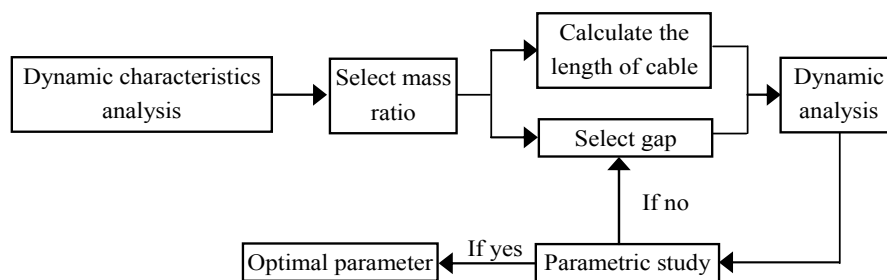 Dynamic characteristics
analysis
Select mass
ratio
Calculate the
length of cable
Select gap
Dynamic
analysis
If no
Parametric study
If yes
Optimal parameter